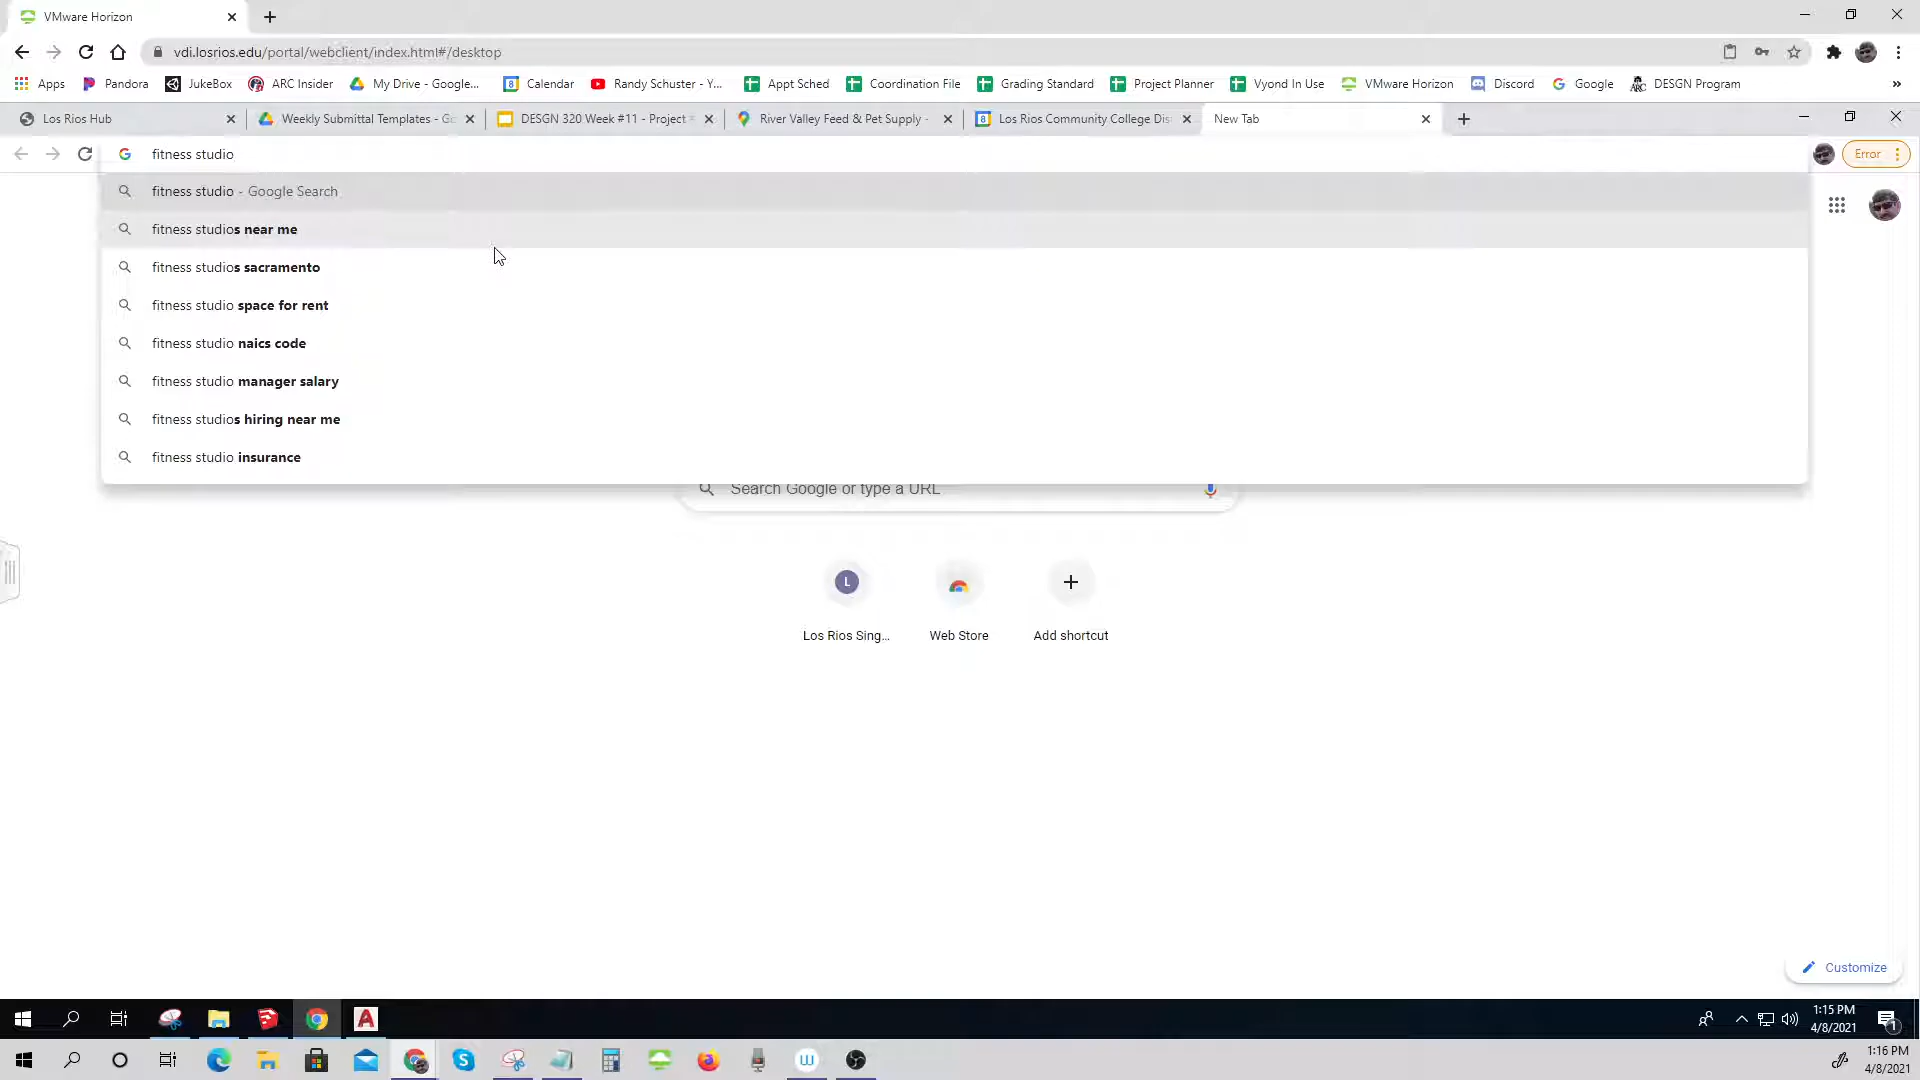 VMware Horizon
vdi.losrios.edu/portal/webclient/index.html#/desktop
Apps Pandora JukeBox ARC Insider My Drive - Google... Calendar Randy Schuster - Y... Appt Sched Coordination File Grading Standard Project Planner Vyond In Use VMware Horizon Discord Google DESGN Program »
Los Rios Hub Weekly Submittal Templates - Go DESGN 320 Week #11 - Project = River Valley Feed & Pet Supply - Los Rios Community College Dis New Tab
fitness studio Error
fitness studio - Google Search
fitness studios near me
fitness studios sacramento
fitness studio space for rent
fitness studio naics code
fitness studio manager salary
fitness studios hiring near me
fitness studio insurance
Search Google or type a URL
L
Los Rios Sing... Web Store Add shortcut
Customize
1:15 PM
4/8/2021
1:16 PM
4/8/2021